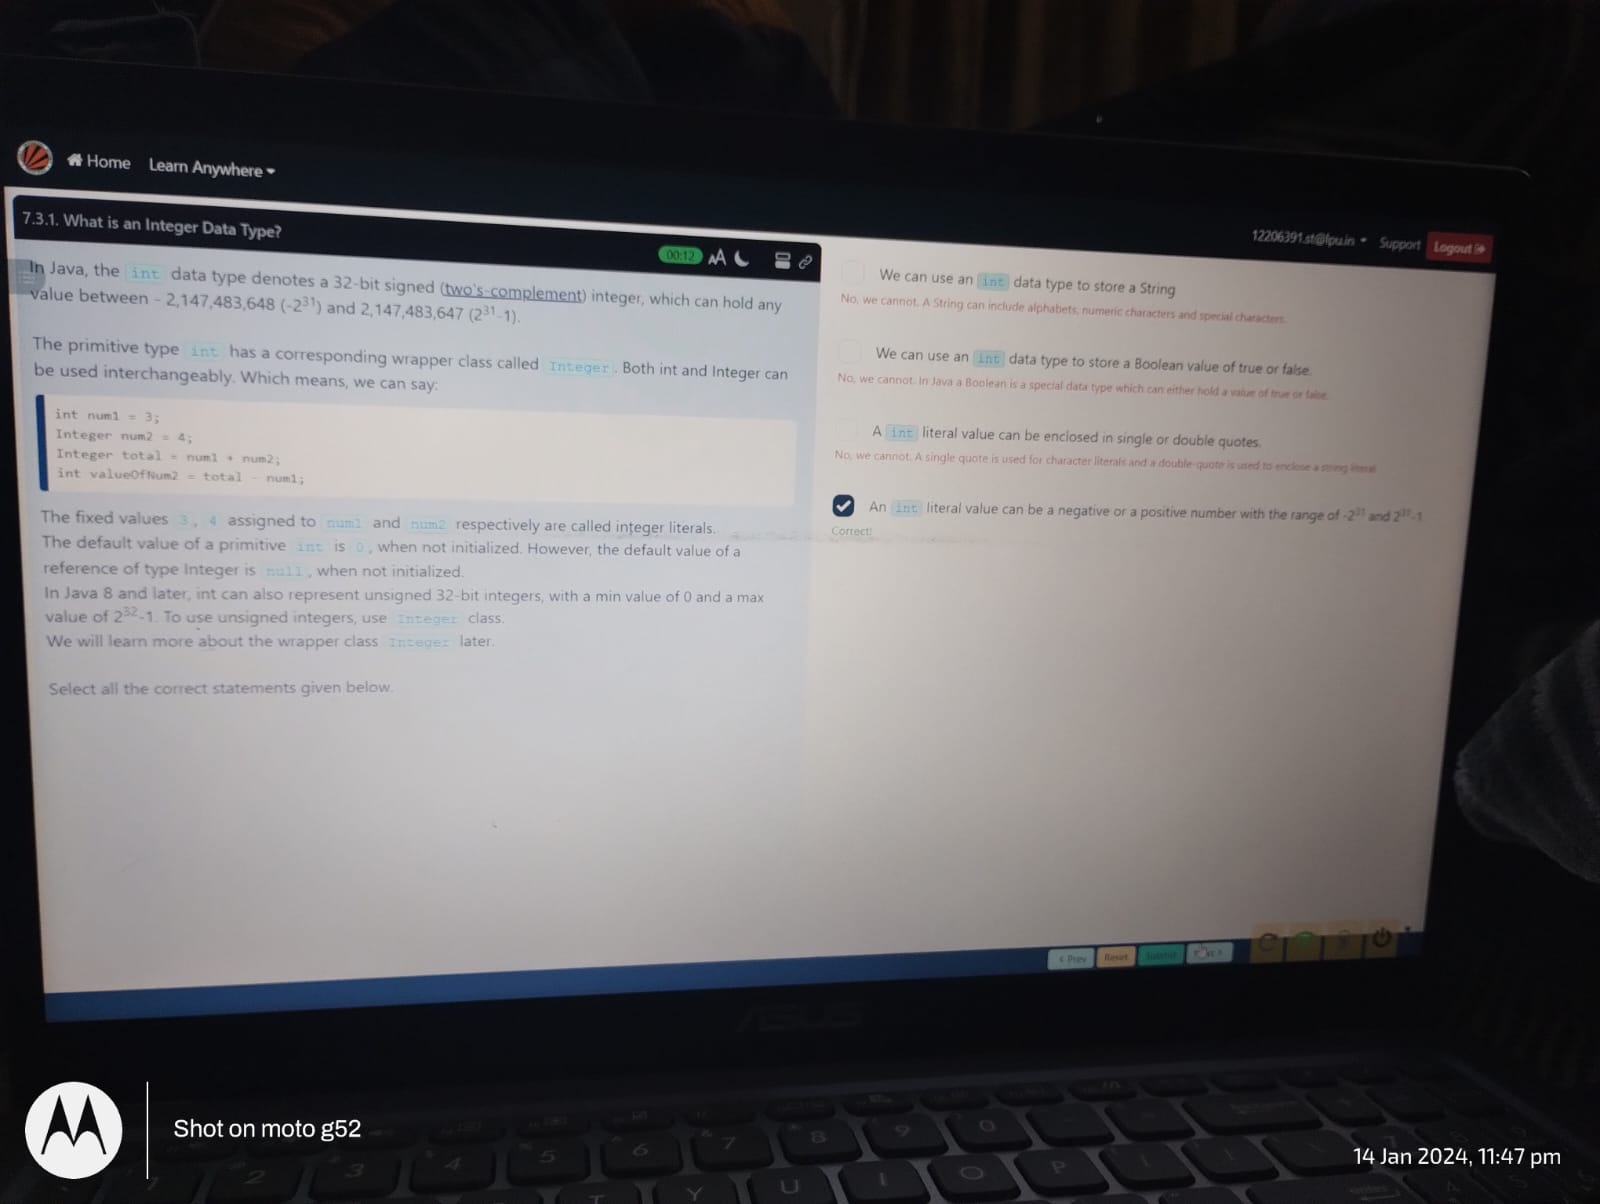 Home Learn Anywhere
12206391.st@lpu.in Support Logout
7.3.1. What is an Integer Data Type?
00:12 AA
In Java, the int data type denotes a 32-bit signed (two's-complement) integer, which can hold any
value between - 2,147,483,648 (-2³¹) and 2,147,483,647 (2³¹-1).
The primitive type int has a corresponding wrapper class called Integer. Both int and Integer can
be used interchangeably. Which means, we can say:
int num1 = 3;
Integer num2 = 4;
Integer total = num1 + num2;
int valueOfNum2 = total - num1;
The fixed values 3, 4 assigned to num1 and num2 respectively are called integer literals.
The default value of a primitive int is 0, when not initialized. However, the default value of a
reference of type Integer is null, when not initialized.
In Java 8 and later, int can also represent unsigned 32-bit integers, with a min value of 0 and a max
value of 2³²-1. To use unsigned integers, use Integer class.
We will learn more about the wrapper class Integer later.
Select all the correct statements given below.
We can use an int data type to store a String
No, we cannot. A String can include alphabets, numeric characters and special characters.
We can use an int data type to store a Boolean value of true or false.
No, we cannot. In Java a Boolean is a special data type which can either hold a value of true or false.
A int literal value can be enclosed in single or double quotes.
No, we cannot. A single quote is used for character literals and a double-quote is used to enclose a string literal
An int literal value can be a negative or a positive number with the range of -2³¹ and 2³¹-1
Correct!
< Prev Reset Submit
ASUS
2 3 4 5 6 7 8 9 0
T Y U I O P
Shot on moto g52
14 Jan 2024, 11:47 pm